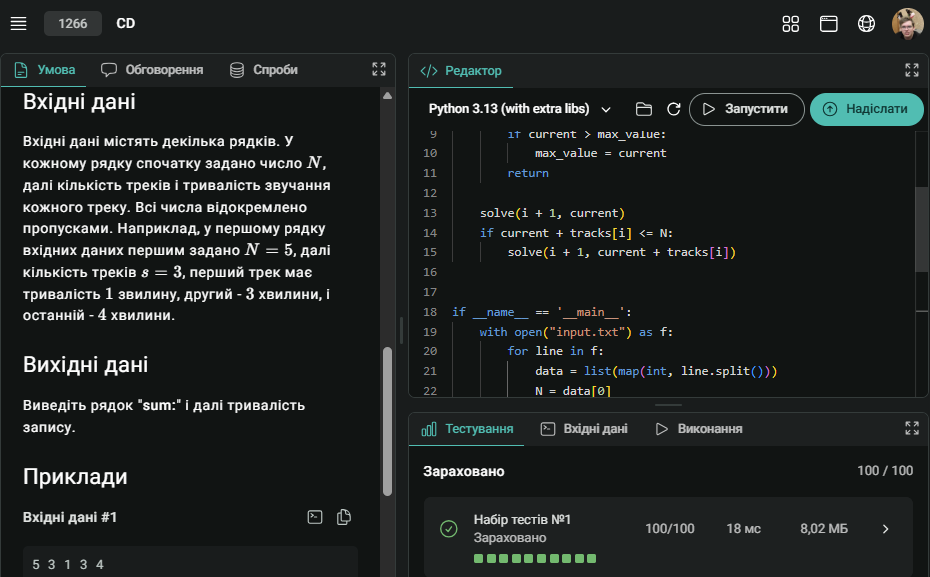 1266 CD
Умова Обговорення Спроби
Вхідні дані
Вхідні дані містять декілька рядків. У
кожному рядку спочатку задано число N,
далі кількість треків і тривалість звучання
кожного треку. Всі числа відокремлено
пропусками. Наприклад, у першому рядку
вхідних даних першим задано N = 5, далі
кількість треків s = 3, перший трек має
тривалість 1 звилину, другий - 3 хвилини, і
останній - 4 хвилини.
Вихідні дані
Виведіть рядок "sum:" і далі тривалість
запису.
Приклади
Вхідні дані #1
5 3 1 3 4
</> Редактор
Python 3.13 (with extra libs) Запустити Надіслати
9 if current > max_value:
10 max_value = current
11 return
12
13 solve(i + 1, current)
14 if current + tracks[i] <= N:
15 solve(i + 1, current + tracks[i])
16
17
18 if __name__ == '__main__':
19 with open("input.txt") as f:
20 for line in f:
21 data = list(map(int, line.split()))
22 N = data[0]
Тестування Вхідні дані Виконання
Зараховано 100 / 100
Набір тестів №1 100/100 18 мс 8,02 МБ
Зараховано